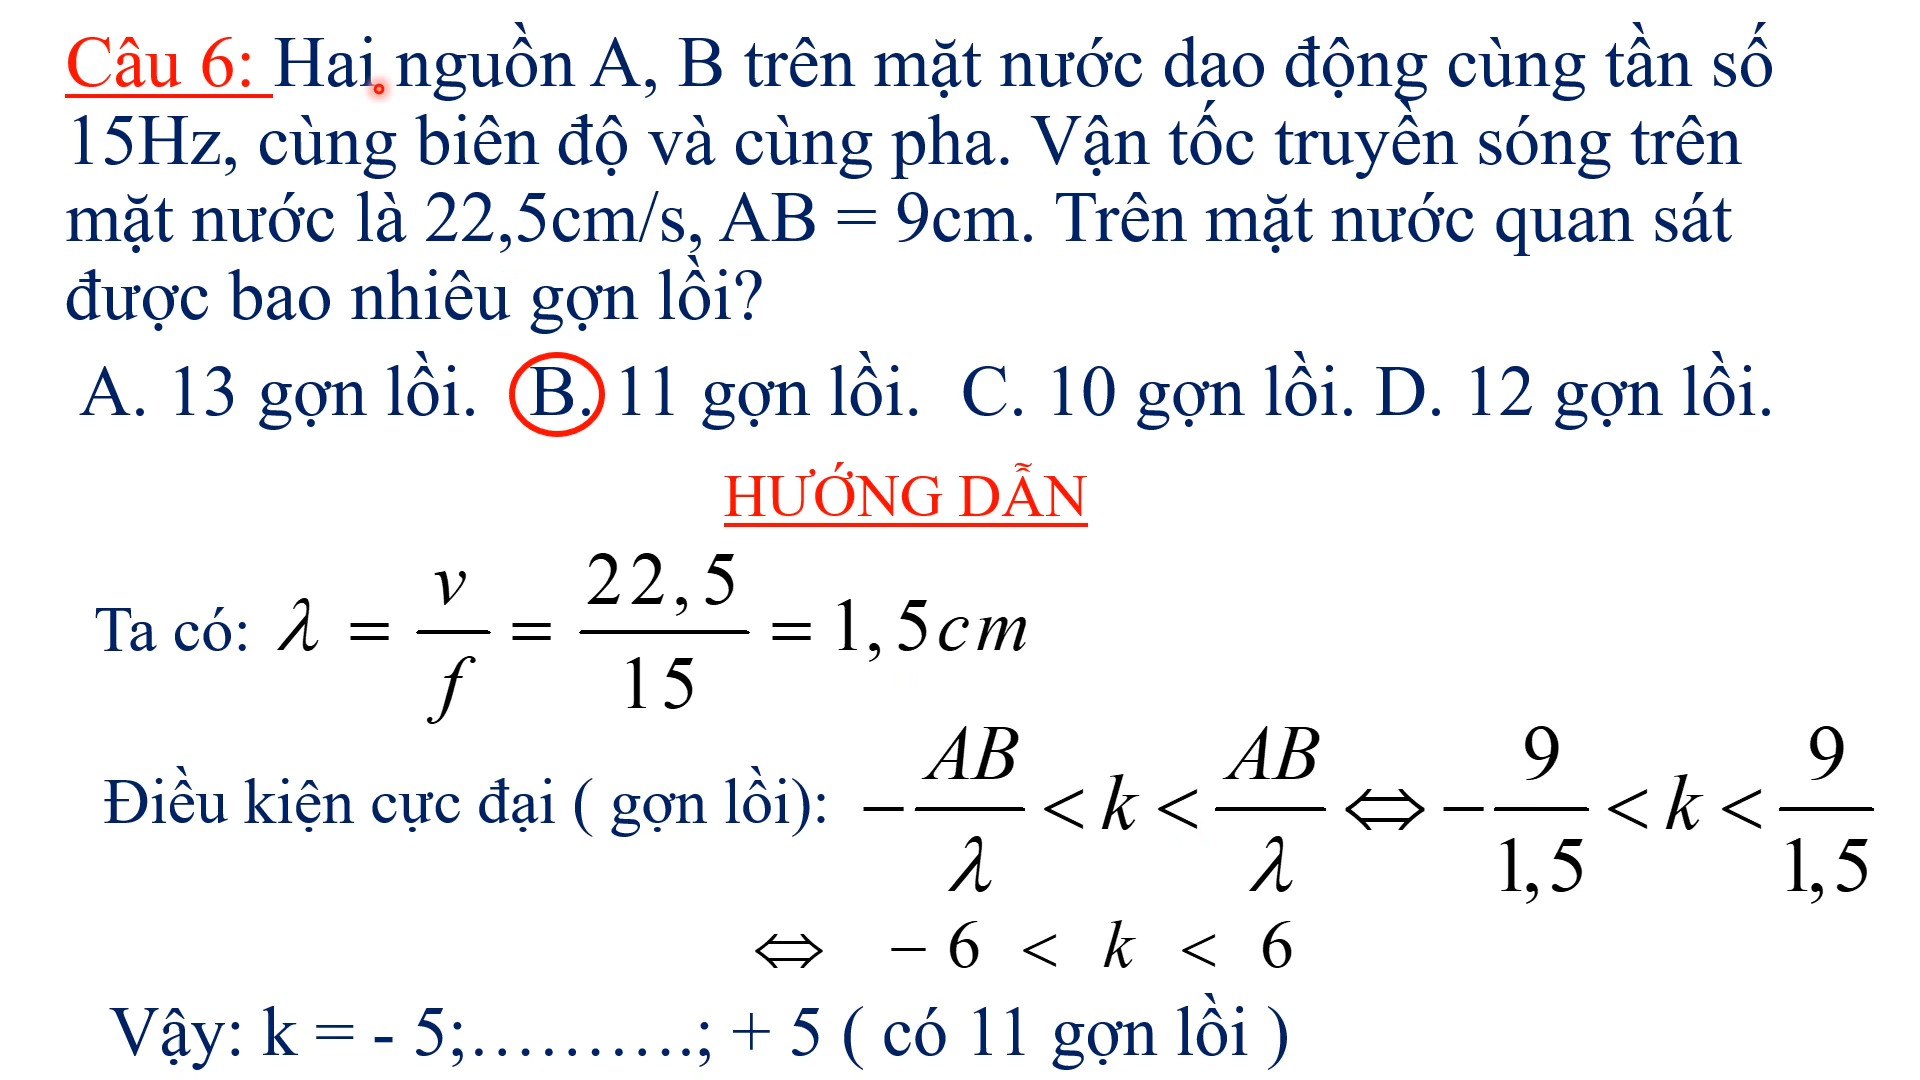 Câu 6: Hai nguồn A, B trên mặt nước dao động cùng tần số
15Hz, cùng biên độ và cùng pha. Vận tốc truyền sóng trên
mặt nước là 22,5cm/s, AB = 9cm. Trên mặt nước quan sát
được bao nhiêu gợn lồi?
A. 13 gợn lồi. B. 11 gợn lồi. C. 10 gợn lồi. D. 12 gợn lồi.
HƯỚNG DẪN
Ta có: λ = v/f = 22,5/15 = 1,5cm
Điều kiện cực đại ( gợn lồi): −AB/λ < k < AB/λ ⇔ −9/1,5 < k < 9/1,5
⇔ −6 < k < 6
Vậy: k = - 5;……….; + 5 ( có 11 gợn lồi )